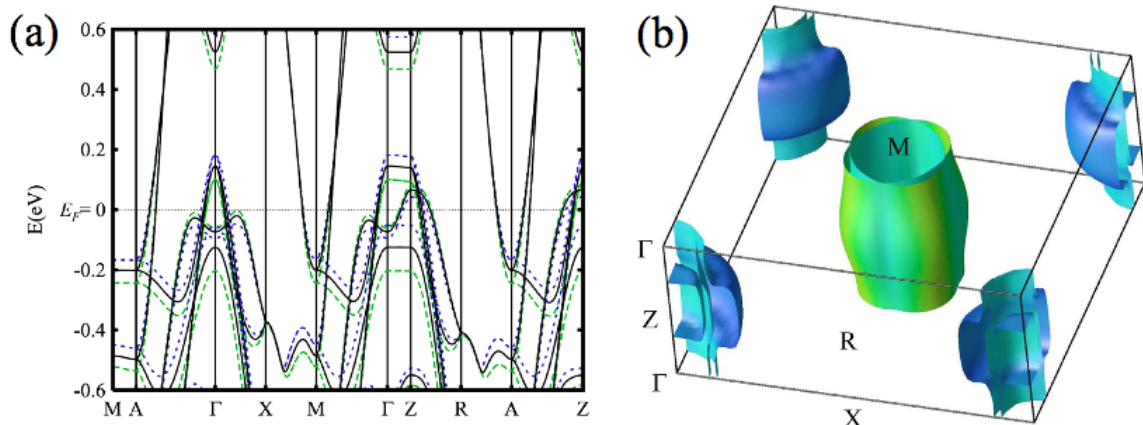 (a)
0.6
0.4
0.2
E_F= 0
-0.2
-0.4
-0.6
E(eV)
M A Γ X M Γ Z R A Z
(b)
M
Γ
Z
R
Γ
X